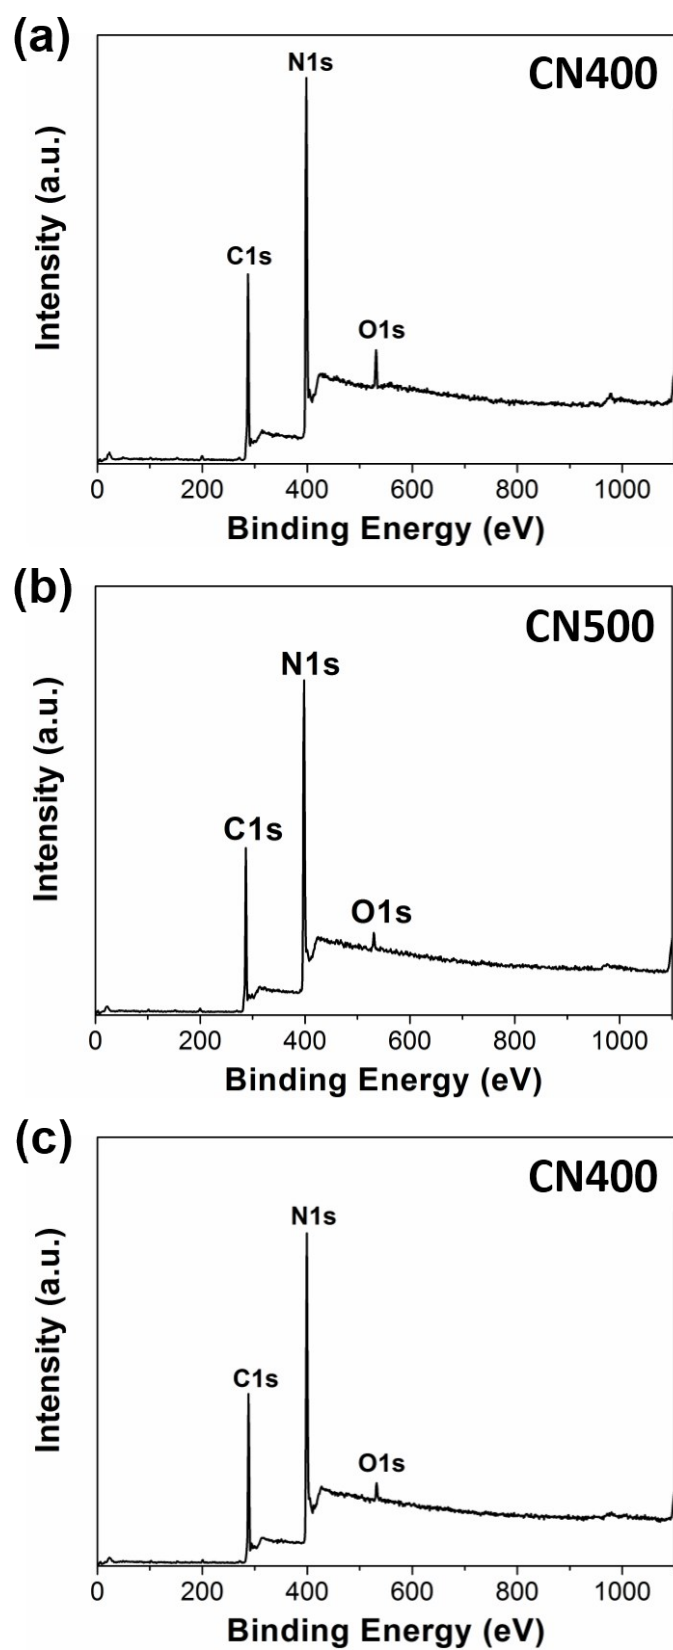 (a)
CN400
N1s
C1s
O1s
Intensity (a.u.)
0 200 400 600 800 1000
Binding Energy (eV)
(b)
CN500
N1s
C1s
O1s
Intensity (a.u.)
0 200 400 600 800 1000
Binding Energy (eV)
(c)
CN400
N1s
C1s
O1s
Intensity (a.u.)
0 200 400 600 800 1000
Binding Energy (eV)